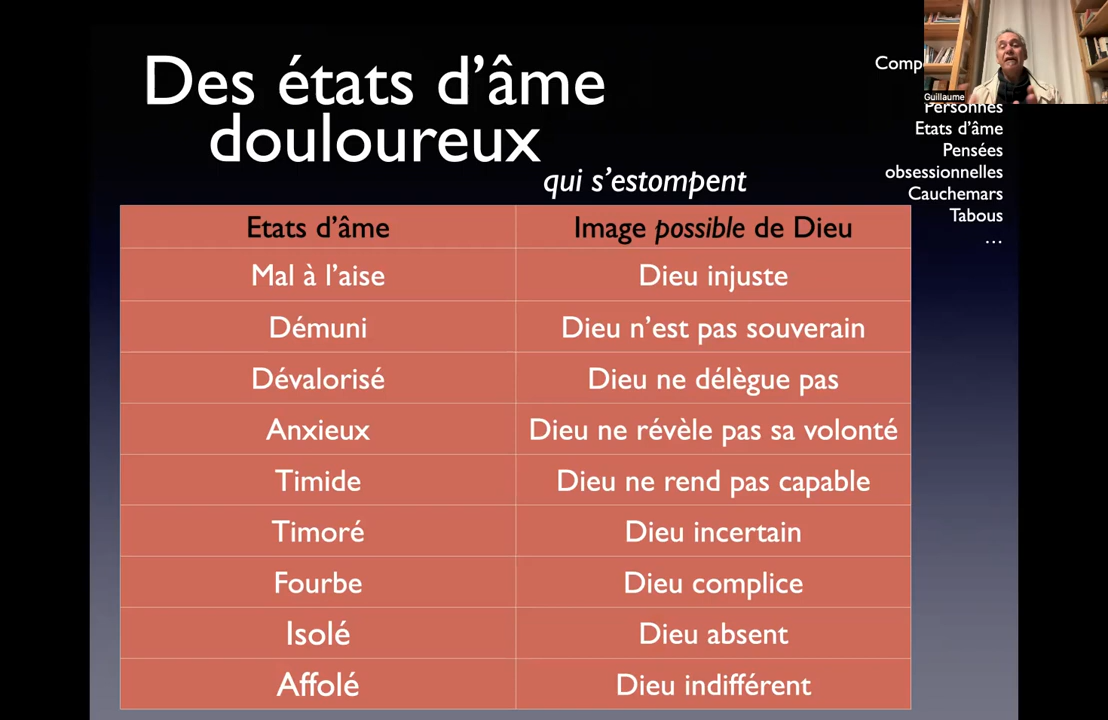 Des états d’âme
douloureux
qui s’estompent
Guillaume
Personnes
Etats d’âme
Pensées
obsessionnelles
Cauchemars
Tabous
…
Etats d’âme Image possible de Dieu
Mal à l’aise Dieu injuste
Démuni Dieu n’est pas souverain
Dévalorisé Dieu ne délègue pas
Anxieux Dieu ne révèle pas sa volonté
Timide Dieu ne rend pas capable
Timoré Dieu incertain
Fourbe Dieu complice
Isolé Dieu absent
Affolé Dieu indifférent